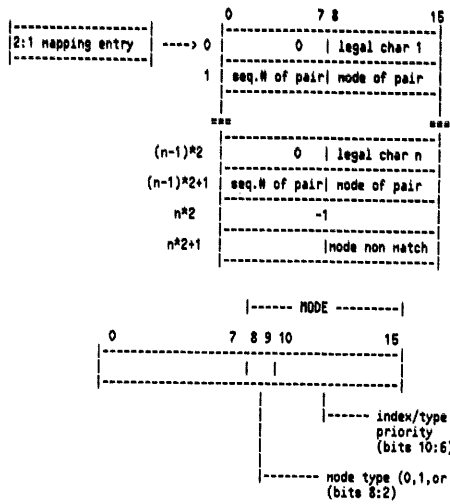 0 7 8 15
2:1 mapping entry ----> 0 0 | legal char 1
1 seq.# of pair| mode of pair
=== ===
(n-1)*2 0 | legal char n
(n-1)*2+1 seq.# of pair| mode of pair
n*2 -1
n*2+1 |mode non match
|------ MODE ---------|
0 7 8 9 10 15
|----- index/type
priority
(bits 10:6)
|----- mode type (0,1,or
(bits 8:2)